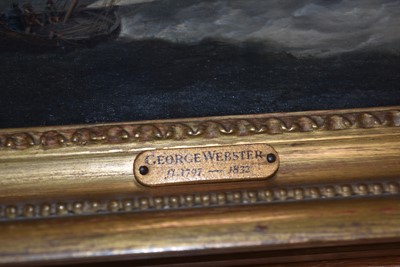 GEORGE WEBSTER
fl. 1797 — 1832